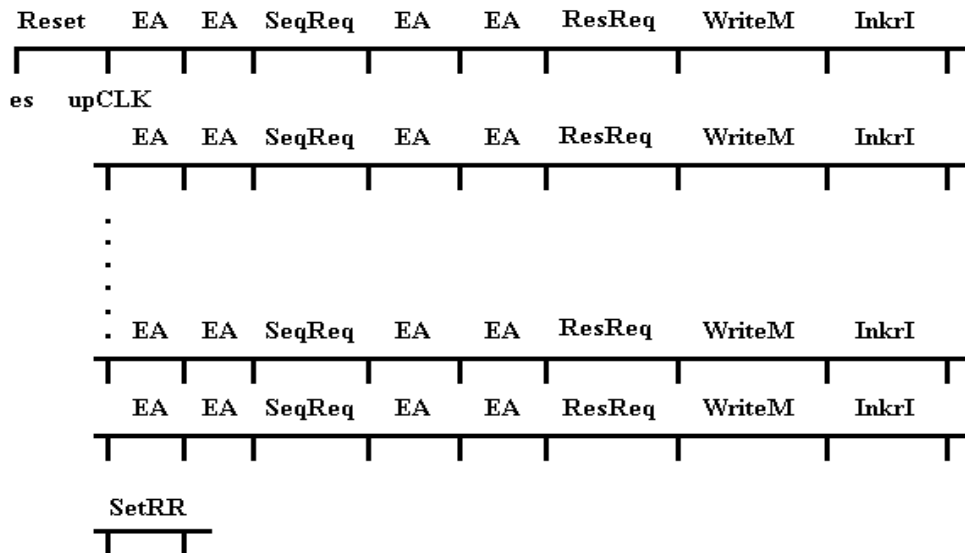 Reset EA EA SeqReq EA EA ResReq WriteM InkrI
es upCLK
EA EA SeqReq EA EA ResReq WriteM InkrI
EA EA SeqReq EA EA ResReq WriteM InkrI
EA EA SeqReq EA EA ResReq WriteM InkrI
SetRR